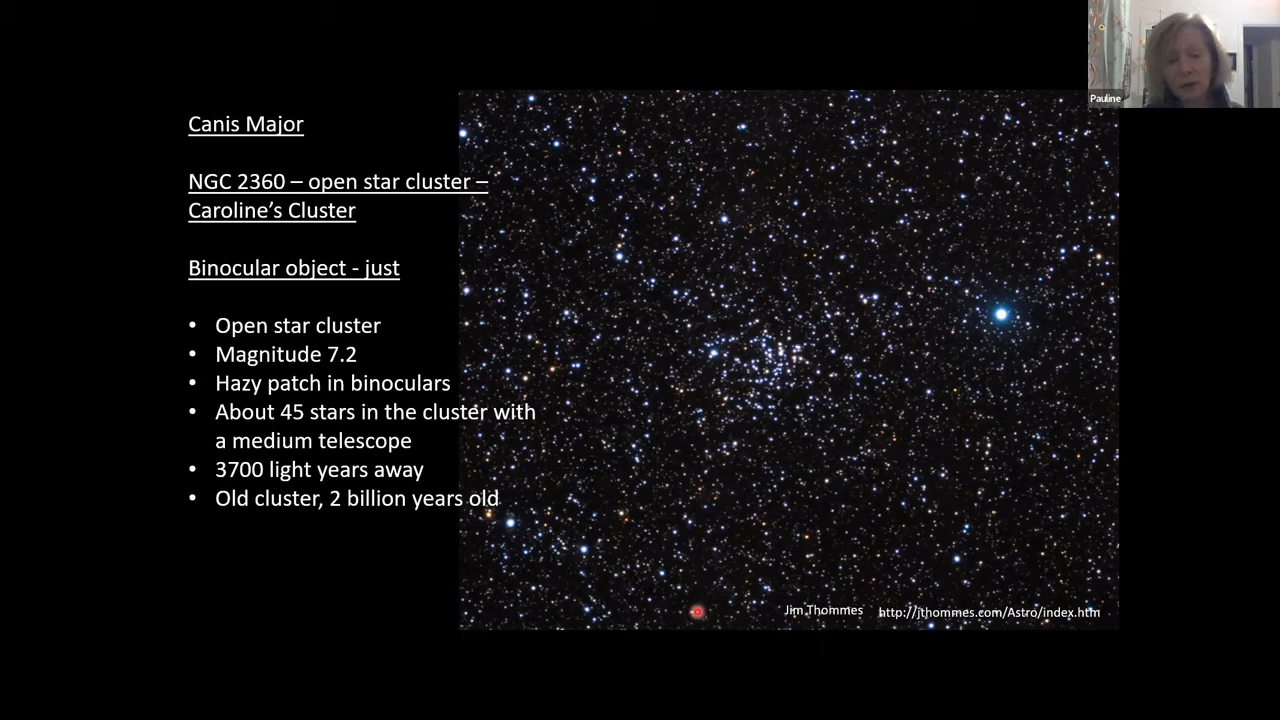 Pauline
Canis Major
NGC 2360 – open star cluster –
Caroline’s Cluster
Binocular object - just
• Open star cluster
• Magnitude 7.2
• Hazy patch in binoculars
• About 45 stars in the cluster with
a medium telescope
• 3700 light years away
• Old cluster, 2 billion years old
Jim Thommes http://jthommes.com/Astro/index.htm